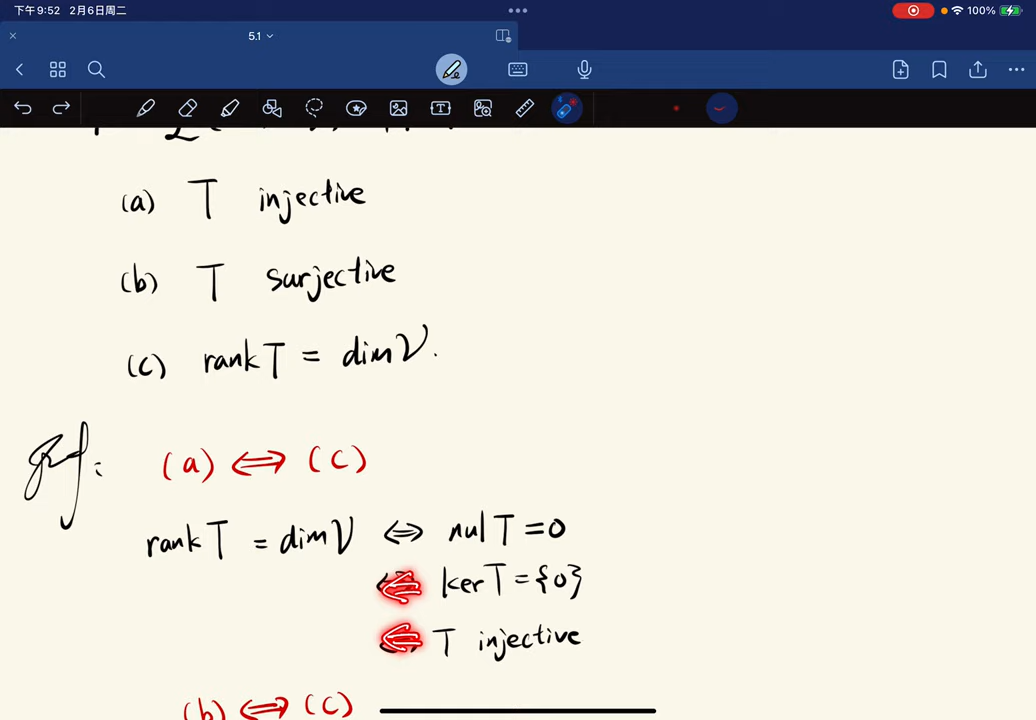 下午9:52 2月6日周二
100%
5.1
(a) T injective
(b) T surjective
(c) rank T = dim V.
prf: (a) ⇔ (c)
rank T = dim V ⇔ nul T = 0
⇔ ker T = {0}
⇔ T injective
(b) ⇔ (c)